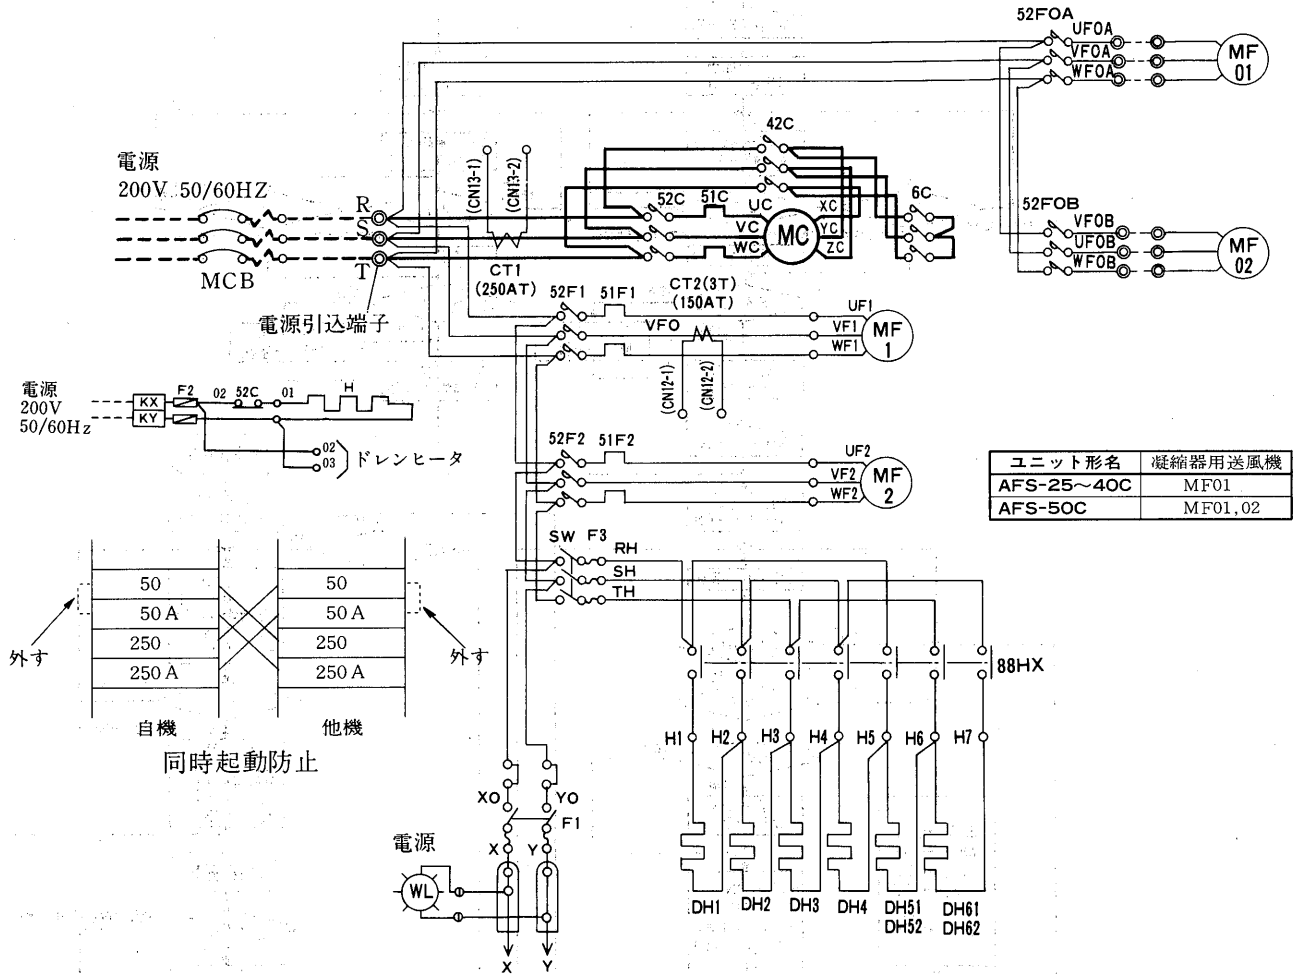 52FOA
UFOA
VFOA
WFOA
MF
01
電源
200V 50/60HZ
MCB
R
S
T
電源引込端子
(CN13-1)
(CN13-2)
CT1
(250AT)
42C
52C
51C
UC
VC
WC
MC
XC
YC
ZC
6C
52FOB
VFOB
UFOB
WFOB
MF
02
CT2(3T)
(150AT)
52F1
51F1
VFO
UF1
VF1
WF1
MF
1
(CN12-1)
(CN12-2)
電源
200V
50/60Hz
KX
KY
F2
02
52C
01
H
02
03
ドレンヒータ
52F2
51F2
UF2
VF2
WF2
MF
2
ユニット形名 凝縮器用送風機
AFS-25～40C MF01
AFS-50C MF01,02
SW F3
RH
SH
TH
50 50
50A 50A
250 250
250A 250A
外す
外す
自機 他機
同時起動防止
88HX
H1 H2 H3 H4 H5 H6 H7
XO YO
F1
X Y
電源
WL
X Y
DH1 DH2 DH3 DH4 DH51 DH61
DH52 DH62